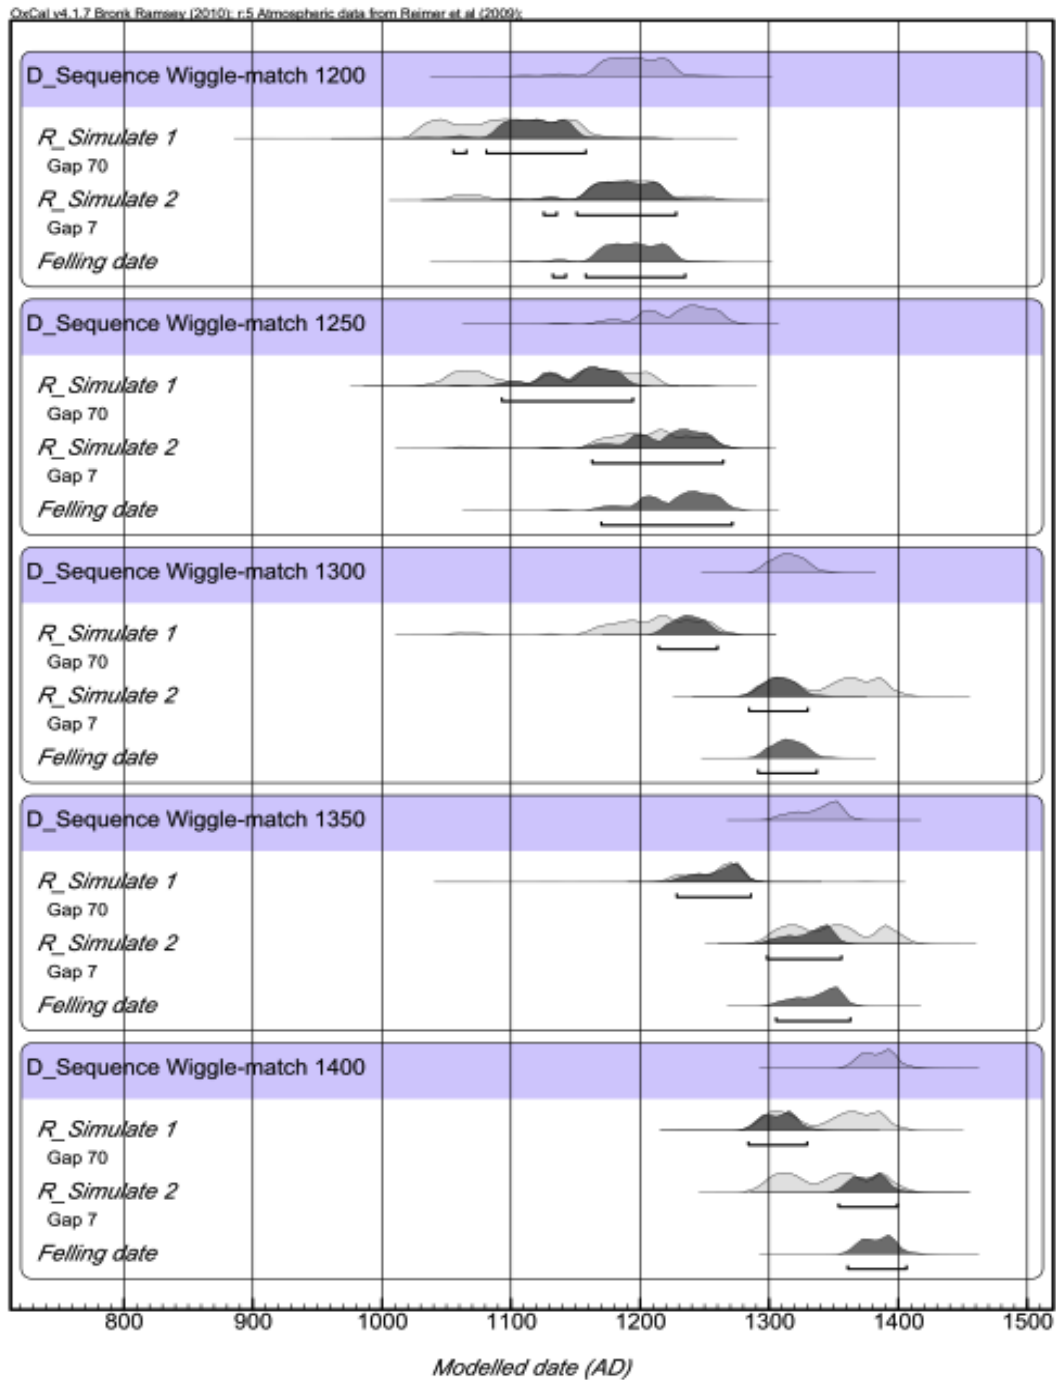 OxCal v4.1.7 Bronk Ramsey (2010); r:5 Atmospheric data from Reimer et al (2009);
D_Sequence Wiggle-match 1200
R_Simulate 1
Gap 70
R_Simulate 2
Gap 7
Felling date
D_Sequence Wiggle-match 1250
R_Simulate 1
Gap 70
R_Simulate 2
Gap 7
Felling date
D_Sequence Wiggle-match 1300
R_Simulate 1
Gap 70
R_Simulate 2
Gap 7
Felling date
D_Sequence Wiggle-match 1350
R_Simulate 1
Gap 70
R_Simulate 2
Gap 7
Felling date
D_Sequence Wiggle-match 1400
R_Simulate 1
Gap 70
R_Simulate 2
Gap 7
Felling date
800 900 1000 1100 1200 1300 1400 1500
Modelled date (AD)